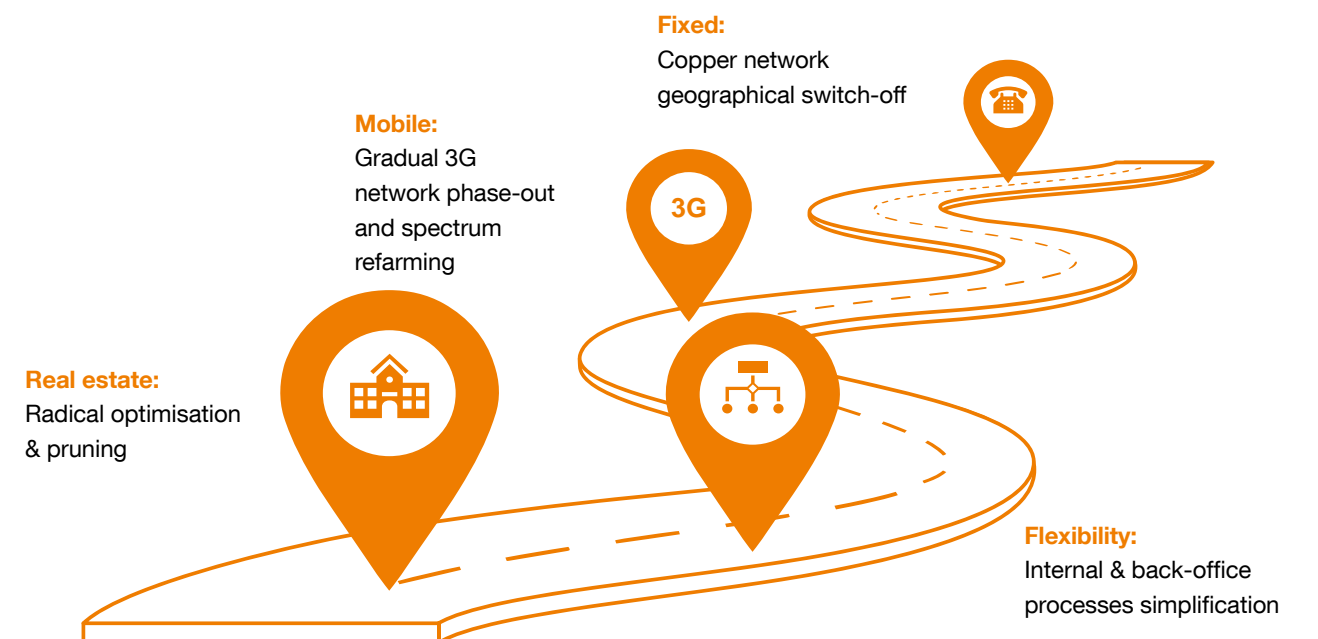 Fixed:
Copper network
geographical switch-off
Mobile:
Gradual 3G
network phase-out
and spectrum
refarming
3G
Real estate:
Radical optimisation
& pruning
Flexibility:
Internal & back-office
processes simplification